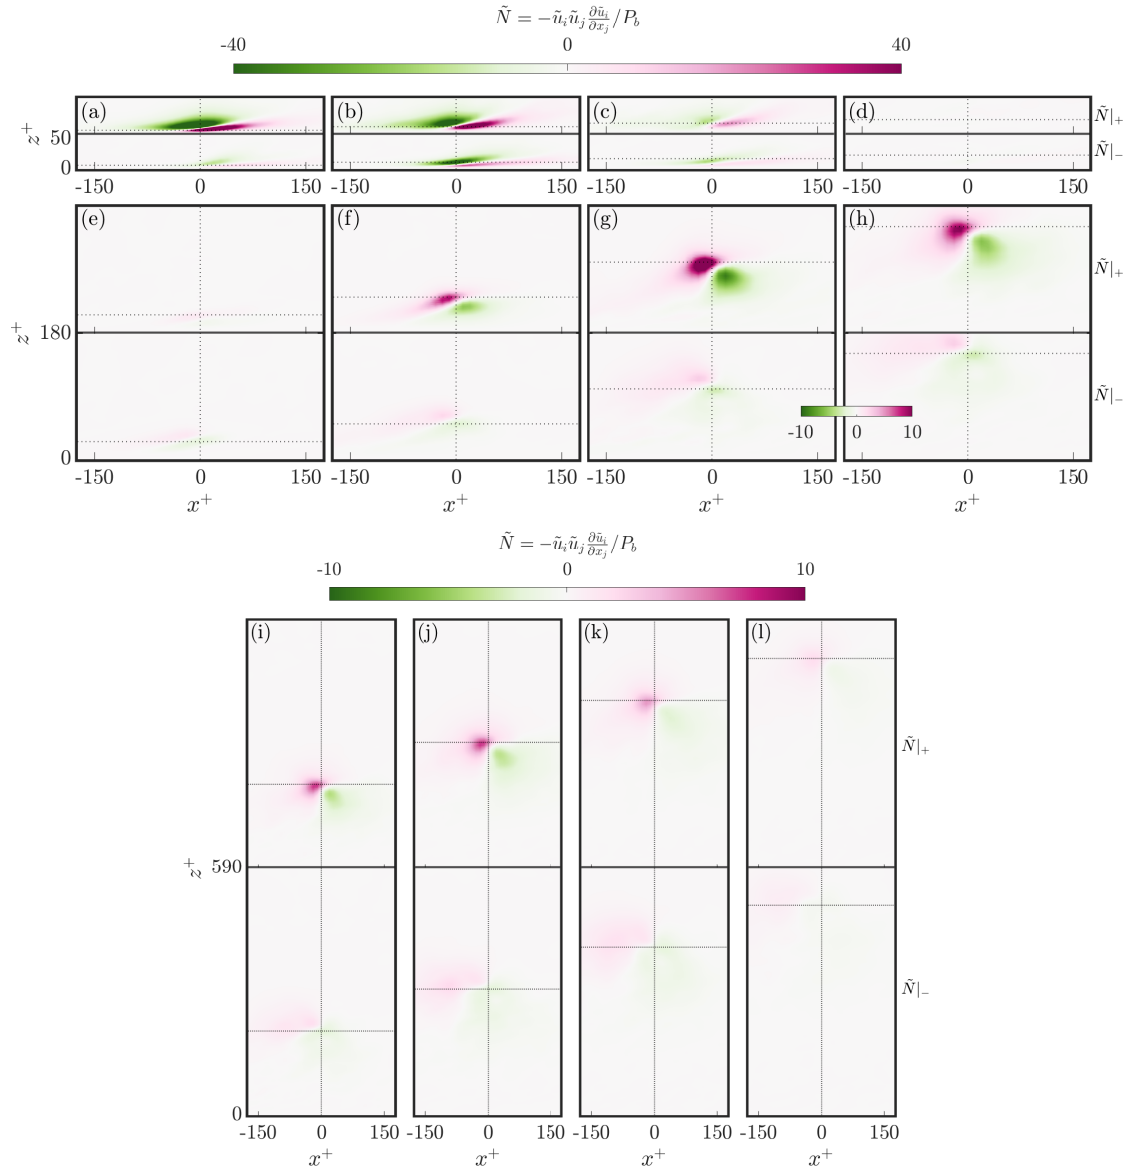 Ñ = −ũᵢũⱼ ∂ũᵢ/∂xⱼ /P_b
-40 0 40
(a) (b) (c) (d) Ñ|₊
z⁺ 50 Ñ|₋
0
-150 0 150 -150 0 150 -150 0 150 -150 0 150
(e) (f) (g) (h)
Ñ|₊
z⁺ 180
Ñ|₋
-10 0 10
0
-150 0 150 -150 0 150 -150 0 150 -150 0 150
x⁺ x⁺ x⁺ x⁺
Ñ = −ũᵢũⱼ ∂ũᵢ/∂xⱼ /P_b
-10 0 10
(i) (j) (k) (l)
Ñ|₊
z⁺ 590
Ñ|₋
0
-150 0 150 -150 0 150 -150 0 150 -150 0 150
x⁺ x⁺ x⁺ x⁺